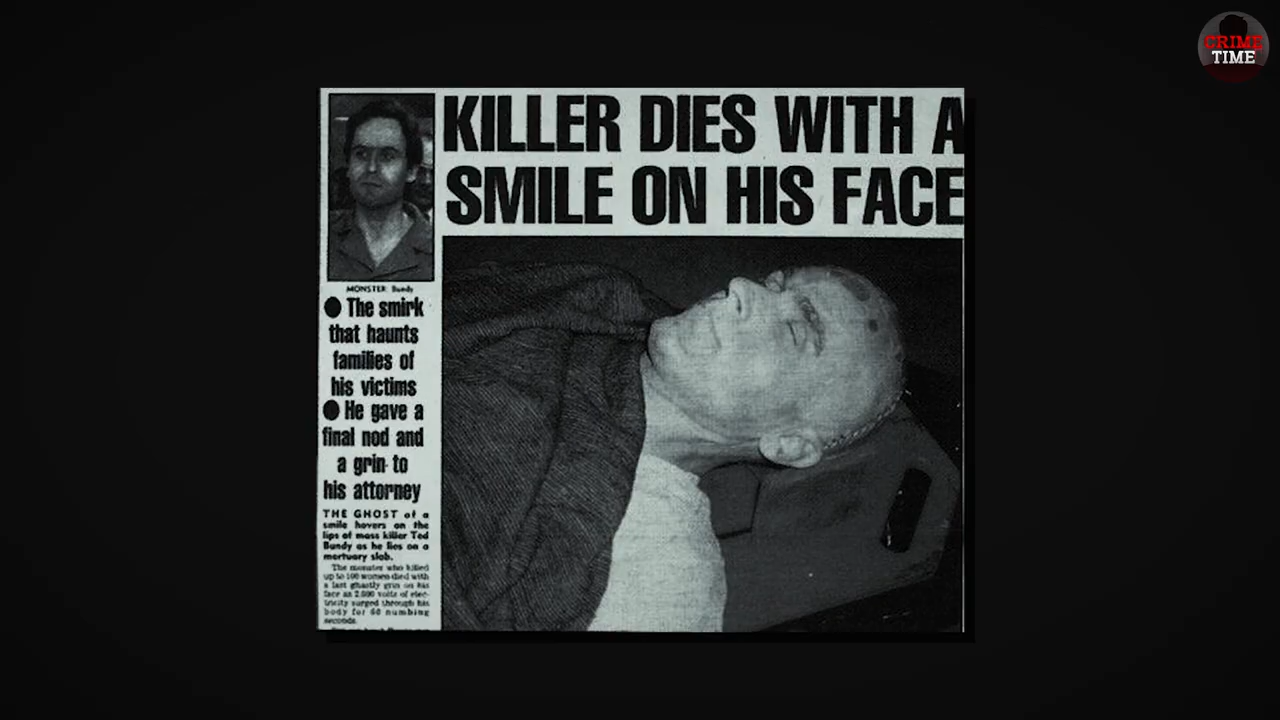 CRIME
TIME
KILLER DIES WITH A
SMILE ON HIS FACE
MONSTER: Bundy
● The smirk
that haunts
families of
his victims
● He gave a
final nod and
a grin to
his attorney
THE GHOST of a
smile hovers on the
lips of mass killer Ted
Bundy as he lies on a
mortuary slab.
The monster who killed
up to 100 women died with
a last ghastly grin on his
face as 2,000 volts of elec-
tricity surged through his
body for 60 numbing
seconds.